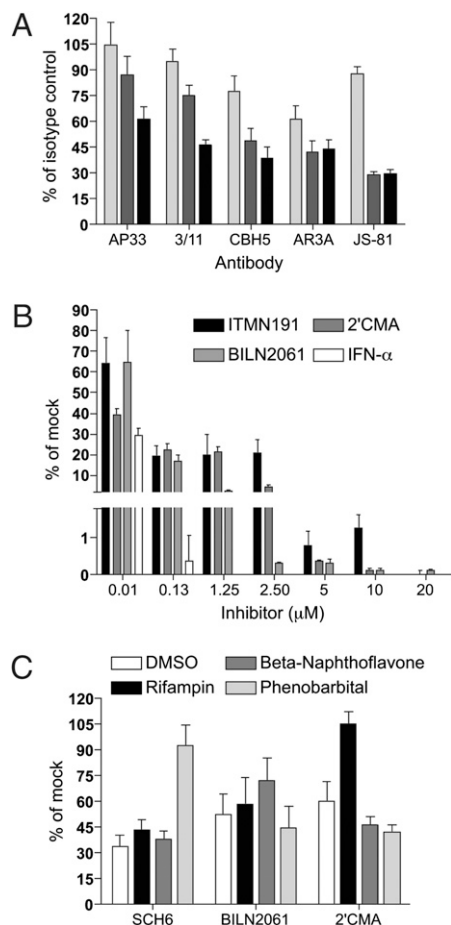 A
% of isotype control
120
105
90
75
60
45
30
15
0
AP33 3/11 CBH5 AR3A JS-81
Antibody
B
% of mock
90
80
70
60
50
40
30
20
10
1
0
ITMN191 2'CMA
BILN2061 IFN-α
0.01 0.13 1.25 2.50 5 10 20
Inhibitor (μM)
C
DMSO Beta-Naphthoflavone
Rifampin Phenobarbital
% of mock
120
105
90
75
60
45
30
15
0
SCH6 BILN2061 2'CMA